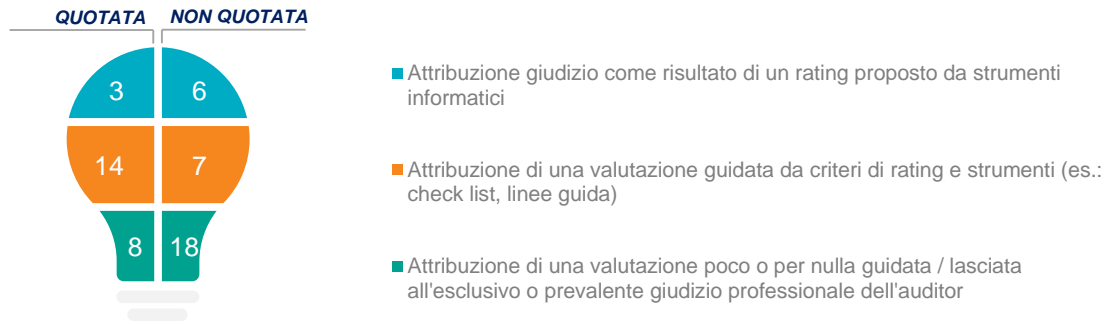 QUOTATA NON QUOTATA
3 6
14 7
8 18
Attribuzione giudizio come risultato di un rating proposto da strumenti
informatici
Attribuzione di una valutazione guidata da criteri di rating e strumenti (es.:
check list, linee guida)
Attribuzione di una valutazione poco o per nulla guidata / lasciata
all'esclusivo o prevalente giudizio professionale dell'auditor